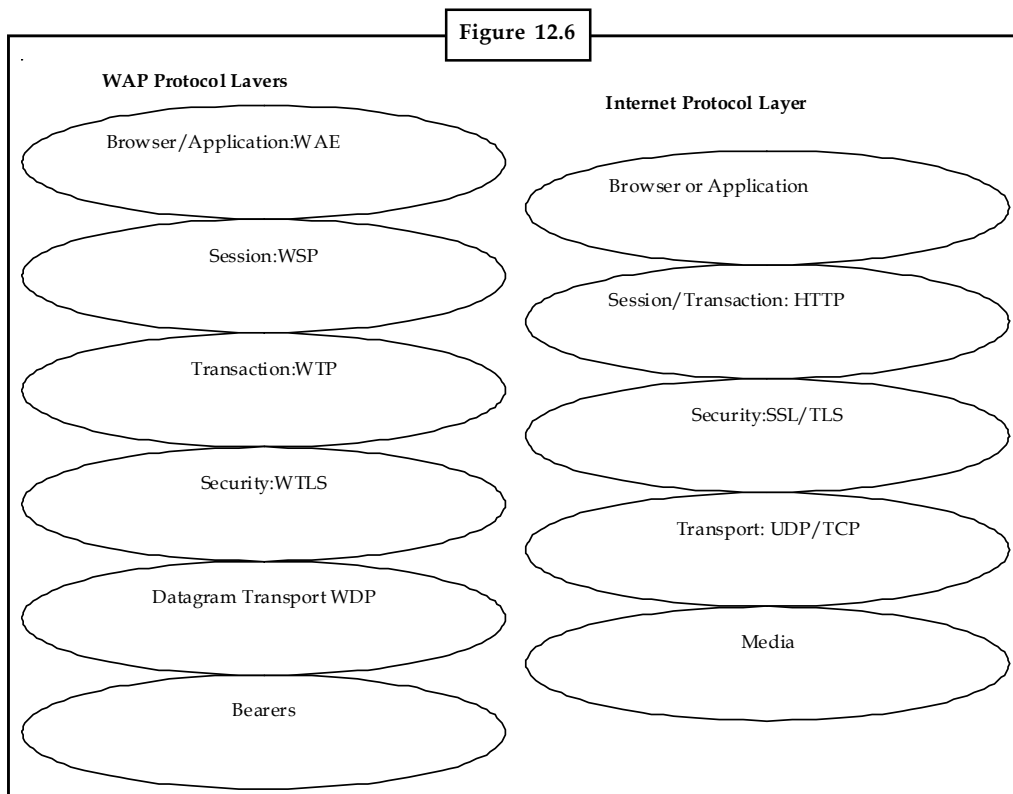 Figure 12.6
WAP Protocol Lavers
Browser/Application:WAE
Session:WSP
Transaction:WTP
Security:WTLS
Datagram Transport WDP
Bearers
Internet Protocol Layer
Browser or Application
Session/Transaction: HTTP
Security:SSL/TLS
Transport: UDP/TCP
Media